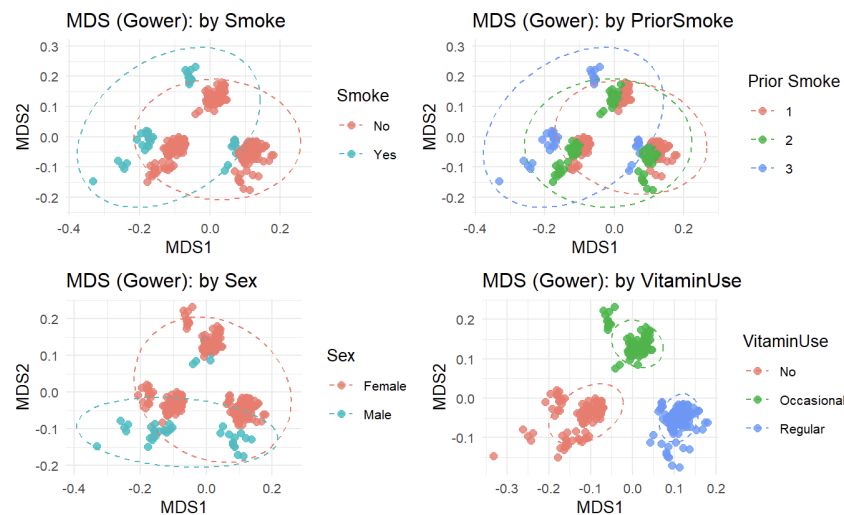 MDS (Gower): by Smoke
0.3
0.2
0.1
0.0
-0.1
-0.2
MDS2
-0.4
-0.2
0.0
0.2
MDS1
Smoke
No
Yes
MDS (Gower): by PriorSmoke
0.3
0.2
0.1
0.0
-0.1
-0.2
MDS2
-0.4
-0.2
0.0
0.2
MDS1
Prior Smoke
1
2
3
MDS (Gower): by Sex
0.2
0.1
0.0
-0.1
-0.2
MDS2
-0.4
-0.2
0.0
0.2
MDS1
Sex
Female
Male
MDS (Gower): by VitaminUse
0.2
0.1
0.0
-0.1
MDS2
-0.3
-0.2
-0.1
0.0
0.1
0.2
MDS1
VitaminUse
No
Occasional
Regular